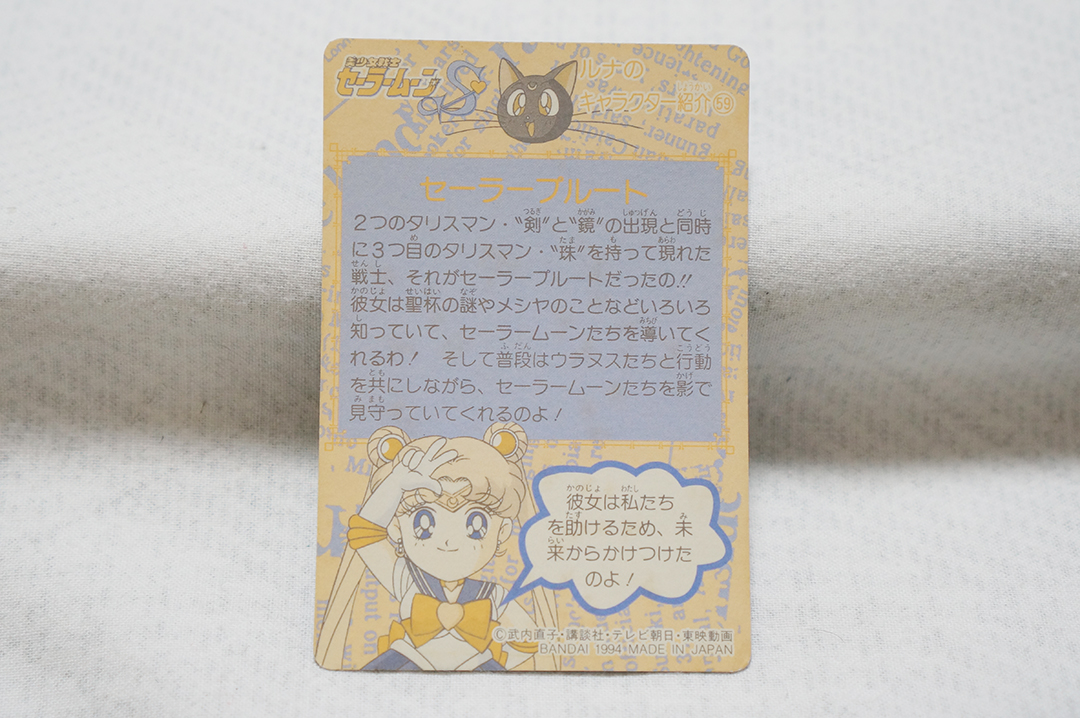 美少女戦士
セーラームーンS
ルナの
キャラクター紹介59
セーラープルート
2つのタリスマン・“剣”と“鏡”の出現と同時
に3つ目のタリスマン・“珠”を持って現れた
戦士、それがセーラープルートだったの!!
彼女は聖杯の謎やメシヤのことなどいろいろ
知っていて、セーラームーンたちを導いてく
れるわ! そして普段はウラヌスたちと行動
を共にしながら、セーラームーンたちを影で
見守っていてくれるのよ!
彼女は私たち
を助けるため、未
来からかけつけた
のよ!
©武内直子・講談社・テレビ朝日・東映動画
BANDAI 1994 MADE IN JAPAN